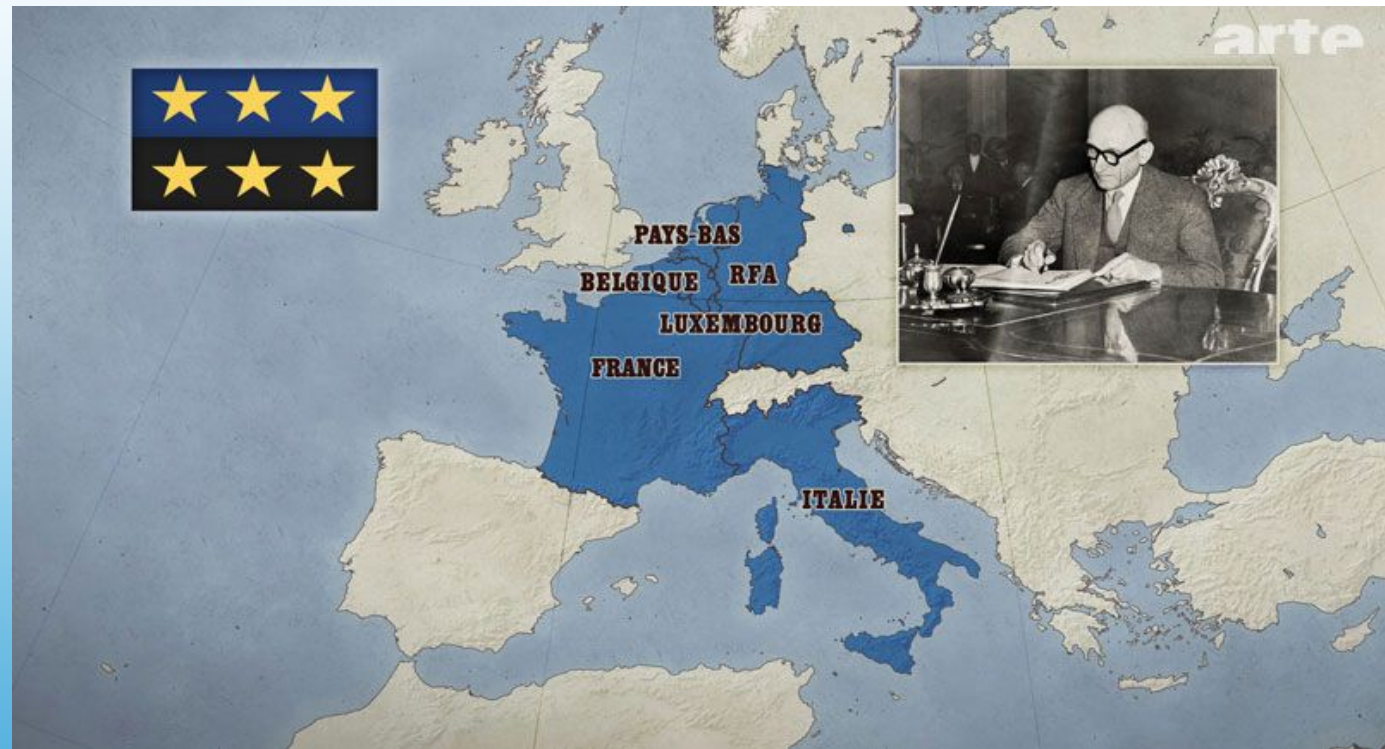 arte
PAYS-BAS
BELGIQUE
RFA
LUXEMBOURG
FRANCE
ITALIE